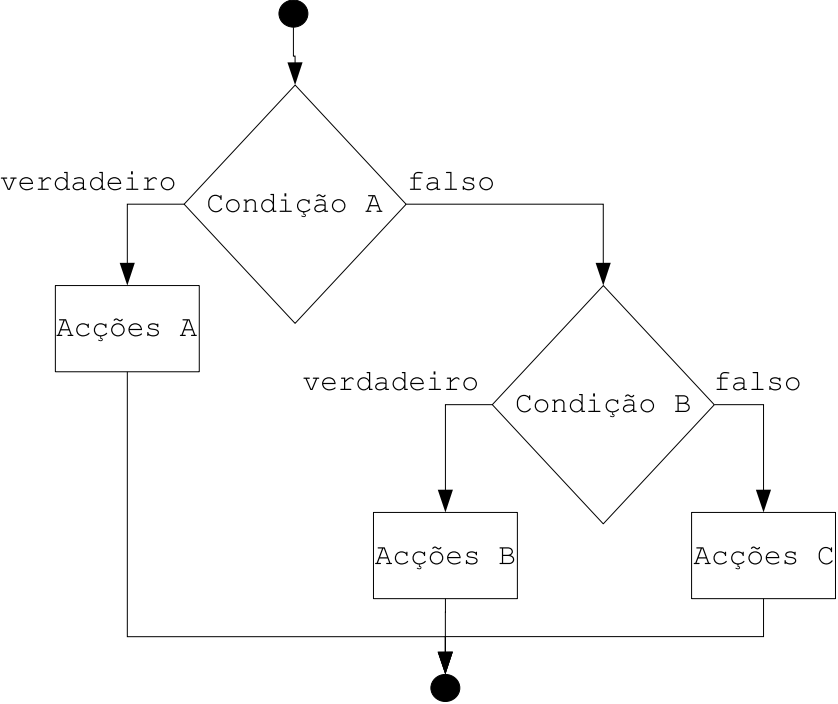 verdadeiro
falso
Condição A
Acções A
verdadeiro
falso
Condição B
Acções B
Acções C